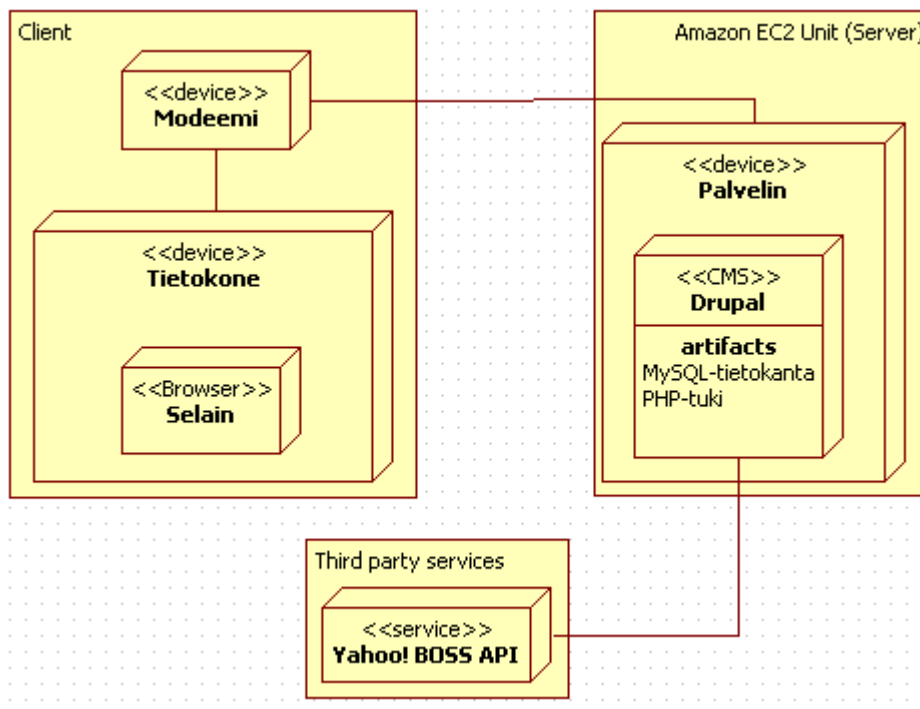 Client
<<device>>
Modeemi
<<device>>
Tietokone
<<Browser>>
Selain
Amazon EC2 Unit (Server)
<<device>>
Palvelin
<<CMS>>
Drupal
artifacts
MySQL-tietokanta
PHP-tuki
Third party services
<<service>>
Yahoo! BOSS API